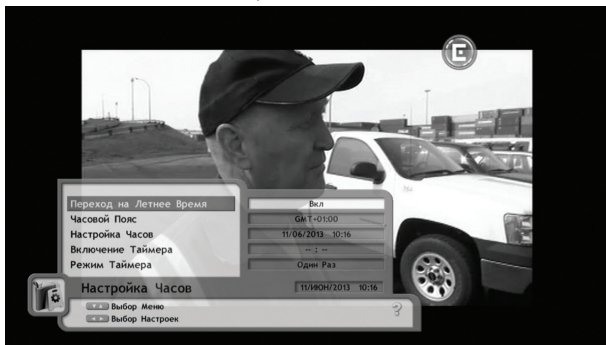 Переход на Летнее Время Вкл
Часовой Пояс GMT+01:00
Настройка Часов 11/06/2013 10:16
Включение Таймера -- : --
Режим Таймера Один Раз
Настройка Часов 11/ИЮН/2013 10:16
Выбор Меню
Выбор Настроек
?
E